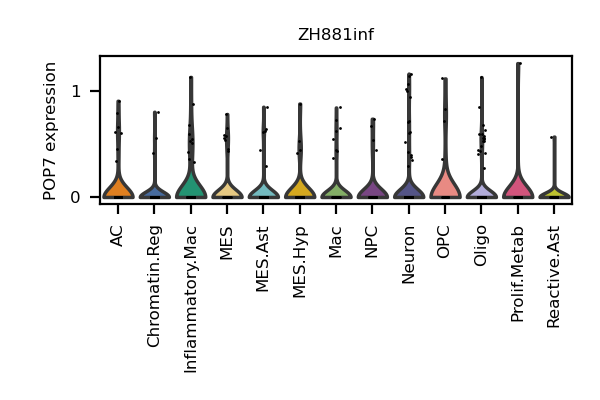 ZH881inf
POP7 expression
1
0
AC
Chromatin.Reg
Inflammatory.Mac
MES
MES.Ast
MES.Hyp
Mac
NPC
Neuron
OPC
Oligo
Prolif.Metab
Reactive.Ast